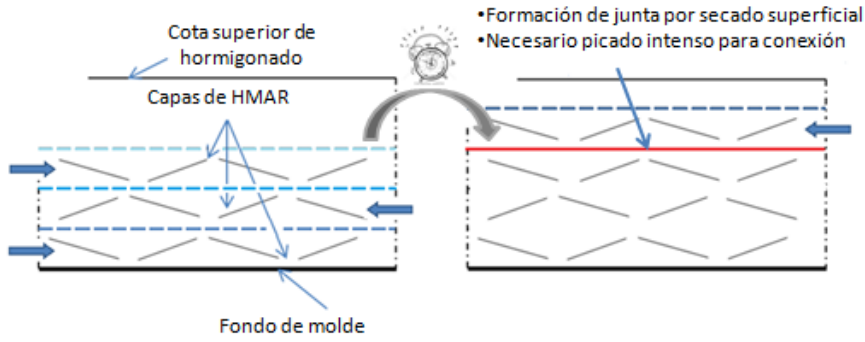 Cota superior de
hormigonado
Capas de HMAR
Fondo de molde
•Formación de junta por secado superficial
•Necesario picado intenso para conexión